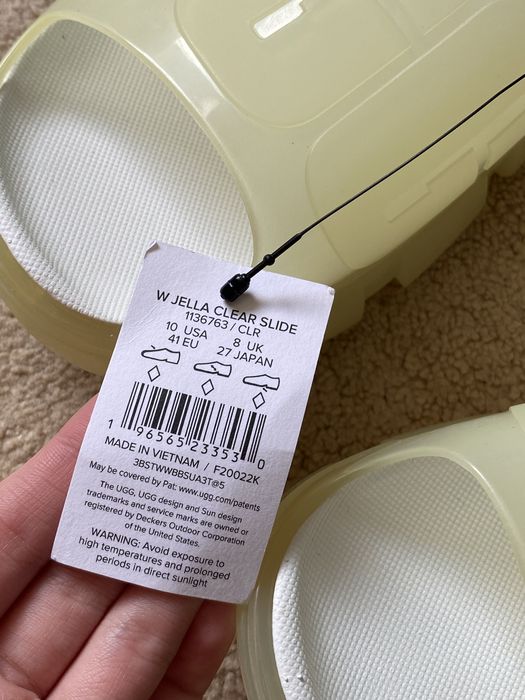 W JELLA CLEAR SLIDE
1136763 / CLR
10 USA 8 UK
41 EU 27 JAPAN
1 96565 23353 0
MADE IN VIETNAM / F20022K
3BSTWWBBSUA3T@5
May be covered by Pat: www.ugg.com/patents
The UGG, UGG design and Sun design
trademarks and service marks are owned or
registered by Deckers Outdoor Corporation
of the United States.
WARNING: Avoid exposure to
high temperatures and prolonged
periods in direct sunlight